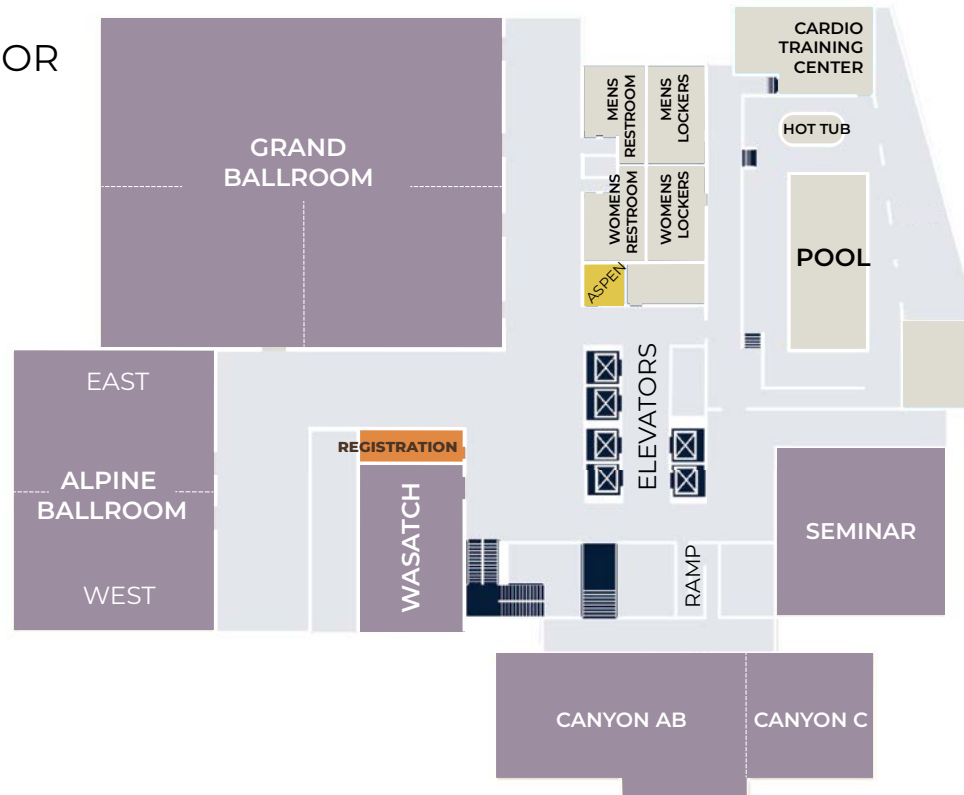 OR
CARDIO
TRAINING
CENTER
MENS
RESTROOM
MENS
LOCKERS
HOT TUB
GRAND
BALLROOM
WOMENS
RESTROOM
WOMENS
LOCKERS
POOL
ASPEN
EAST
ELEVATORS
REGISTRATION
ALPINE
BALLROOM
WASATCH
SEMINAR
WEST
RAMP
CANYON AB
CANYON C